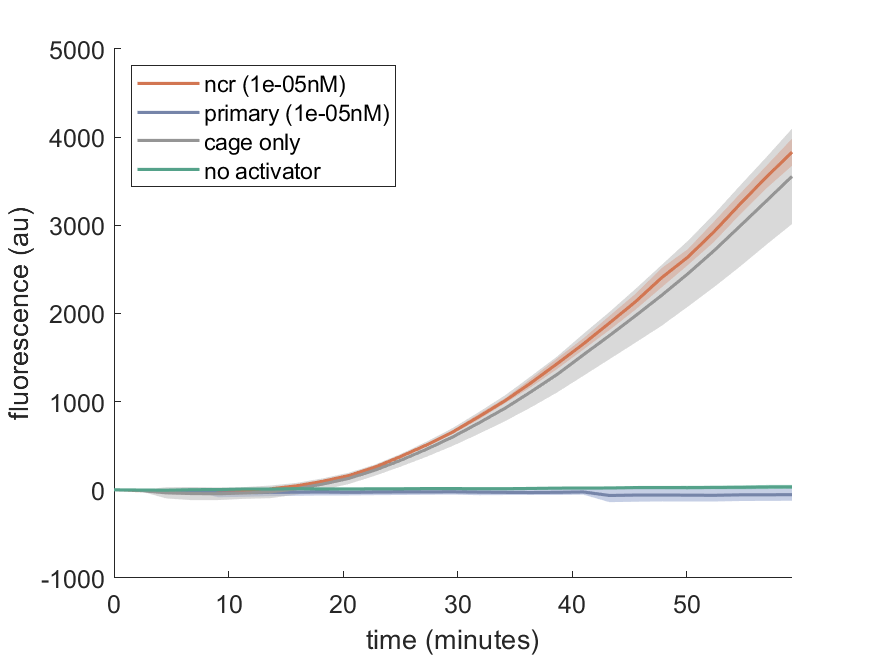 5000
4000
3000
2000
1000
0
-1000
fluorescence (au)
ncr (1e-05nM)
primary (1e-05nM)
cage only
no activator
0 10 20 30 40 50
time (minutes)